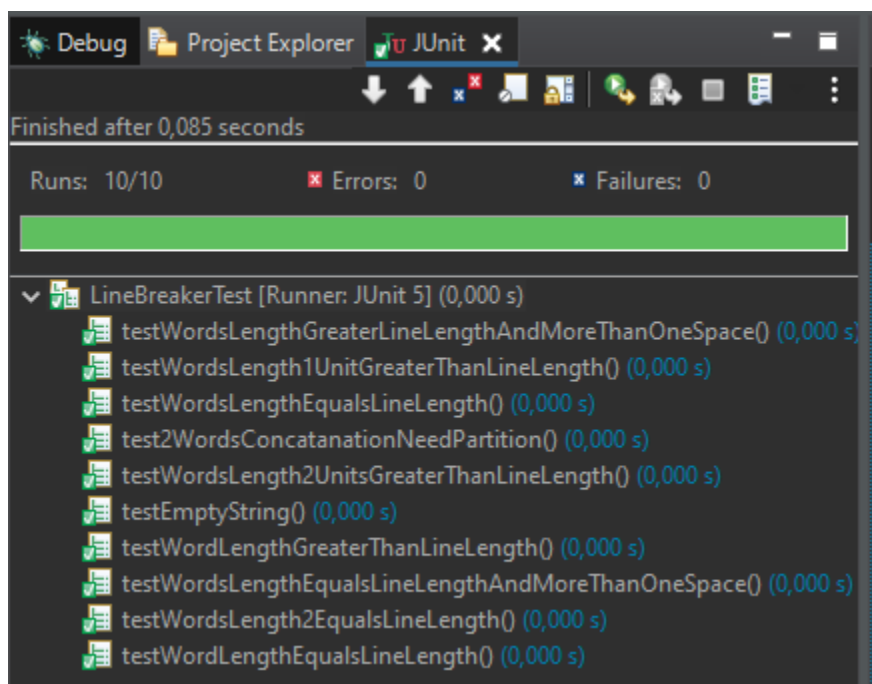 Debug Project Explorer JUnit
Finished after 0,085 seconds
Runs: 10/10 Errors: 0 Failures: 0
LineBreakerTest [Runner: JUnit 5] (0,000 s)
testWordsLengthGreaterLineLengthAndMoreThanOneSpace() (0,000 s)
testWordsLength1UnitGreaterThanLineLength() (0,000 s)
testWordsLengthEqualsLineLength() (0,000 s)
test2WordsConcatanationNeedPartition() (0,000 s)
testWordsLength2UnitsGreaterThanLineLength() (0,000 s)
testEmptyString() (0,000 s)
testWordLengthGreaterThanLineLength() (0,000 s)
testWordsLengthEqualsLineLengthAndMoreThanOneSpace() (0,000 s)
testWordsLength2EqualsLineLength() (0,000 s)
testWordLengthEqualsLineLength() (0,000 s)